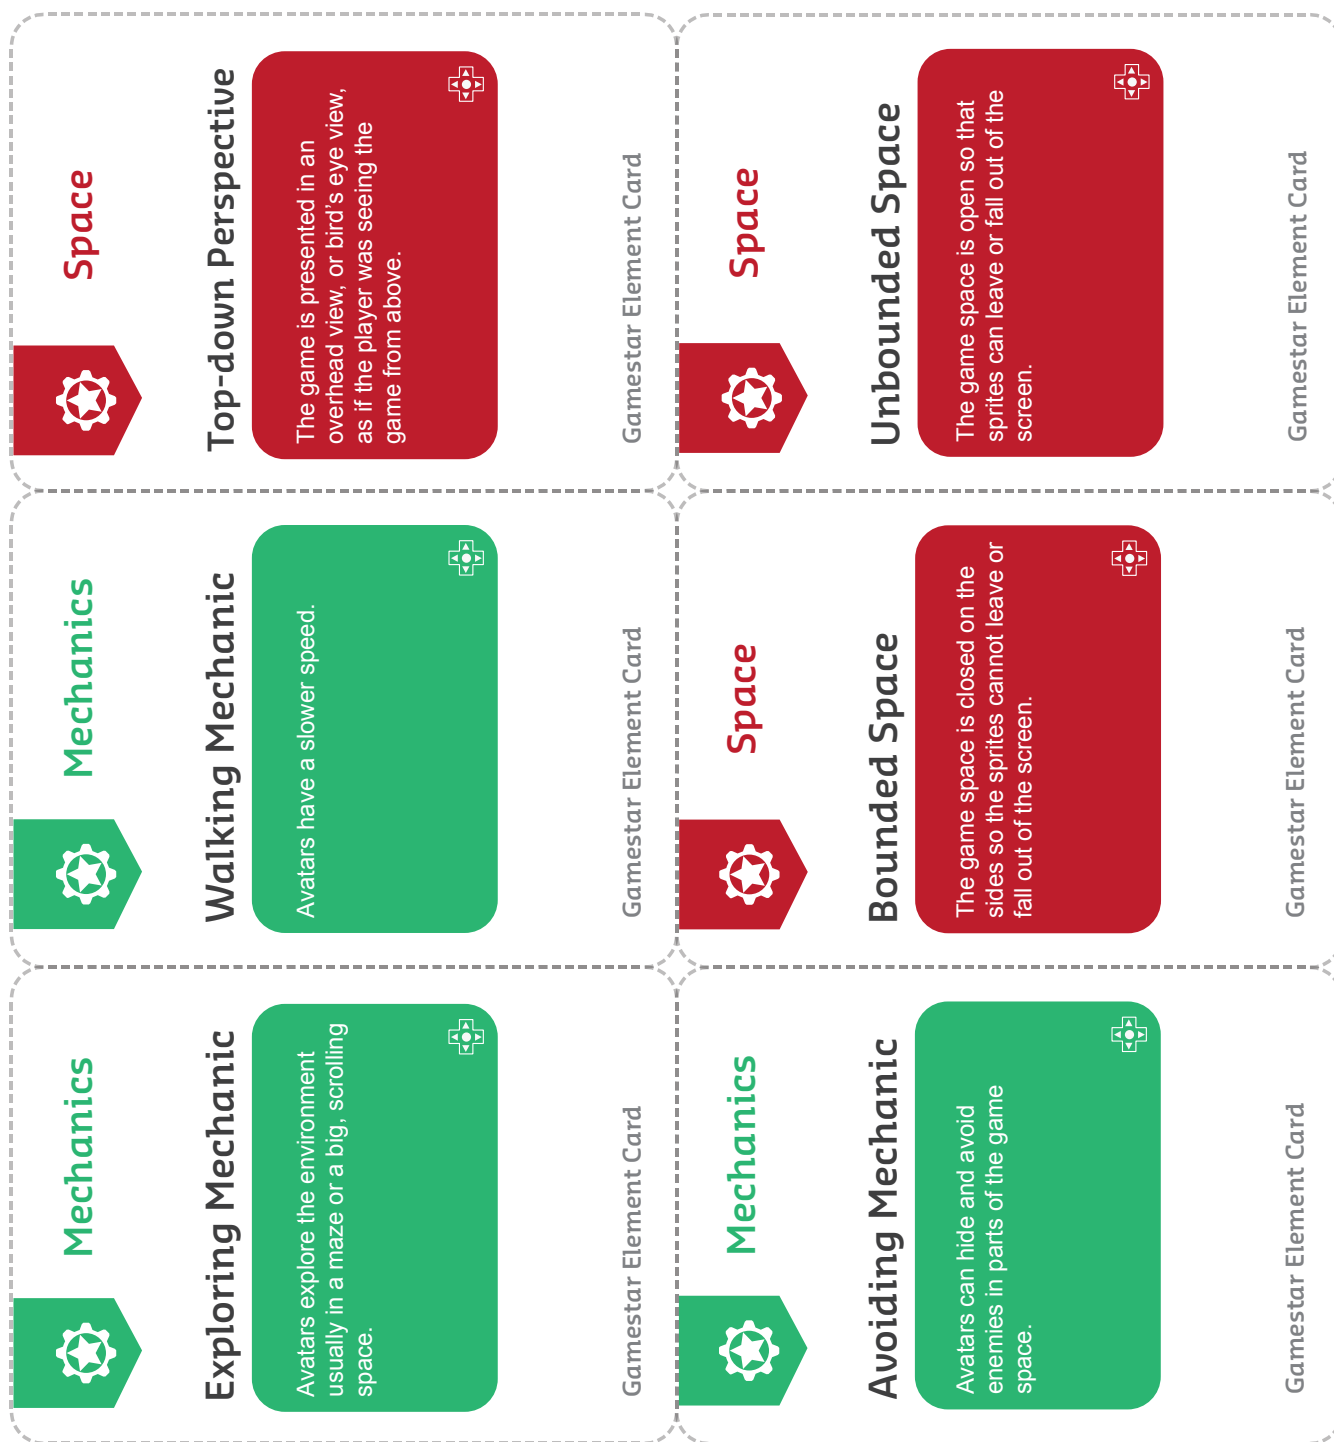 Mechanics
Exploring Mechanic
Avatars explore the environment
usually in a maze or a big, scrolling
space.
Gamestar Element Card
Mechanics
Walking Mechanic
Avatars have a slower speed.
Gamestar Element Card
Space
Top-down Perspective
The game is presented in an
overhead view, or bird's eye view,
as if the player was seeing the
game from above.
Gamestar Element Card
Mechanics
Avoiding Mechanic
Avatars can hide and avoid
enemies in parts of the game
space.
Gamestar Element Card
Space
Bounded Space
The game space is closed on the
sides so the sprites cannot leave or
fall out of the screen.
Gamestar Element Card
Space
Unbounded Space
The game space is open so that
sprites can leave or fall out of the
screen.
Gamestar Element Card